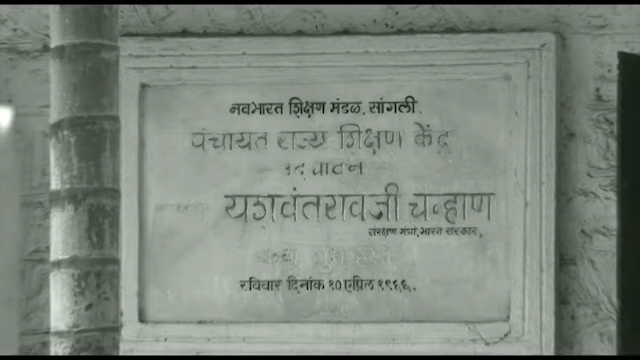 नवभारत शिक्षण मंडळ, सांगली.
पंचायत राज्य शिक्षण केंद्र
उद्घाटन
यशवंतरावजी चव्हाण
संरक्षण मंत्री, भारत सरकार,
यांच्या शुभ हस्ते
रविवार दिनांक १० एप्रिल १९६६.